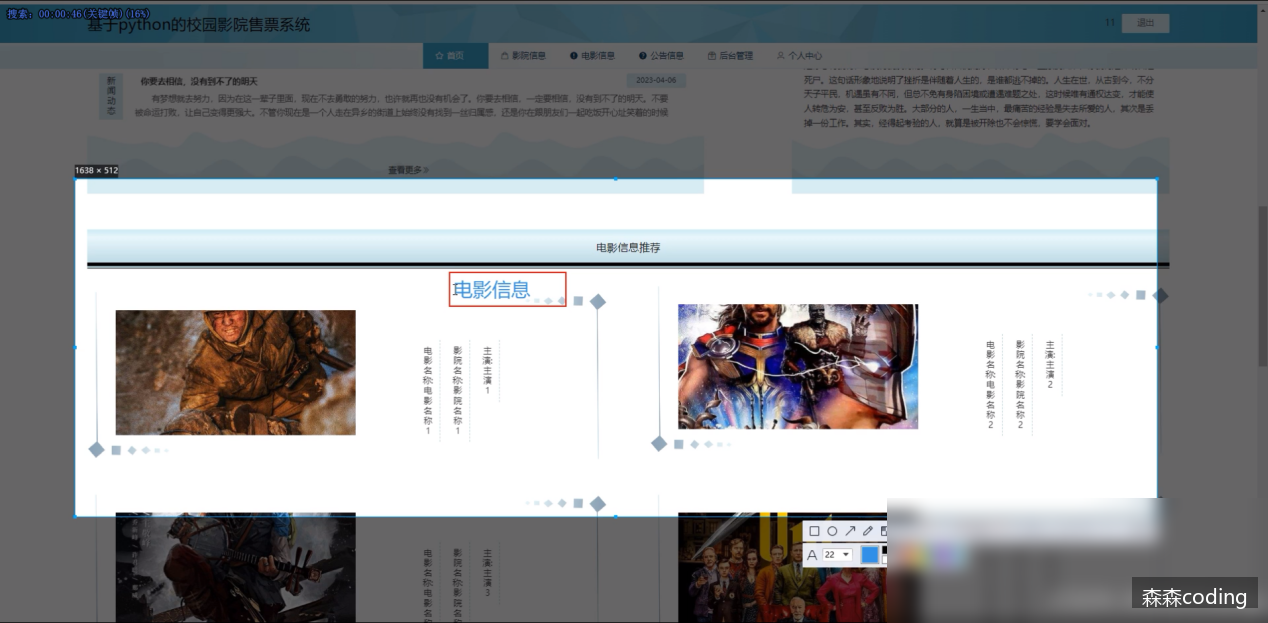 搜索: 00:00:46(关键帧)(16%)
基于python的校园影院售票系统
11
退出
首页
影院信息
电影信息
公告信息
后台管理
个人中心
新闻动态
你要去相信，没有到不了的明天
2023-04-06
有梦想就去努力，因为在这一辈子里面，现在不去勇敢的努力，也许就再也没有机会了。你要去相信，一定要相信，没有到不了的明天。不要
被命运打败，让自己变得更强大。不管你现在是一个人走在异乡的街道上始终没有找到一丝归属感，还是你在跟朋友们一起吃饭开心址笑着的时候
查看更多
死产。这句话形象地说明了挫折是伴随着人生的，是谁都逃不掉的。人生在世，从古到今，不分
天子平民，机遇虽有不同，但总不免有身陷困境或遭遇难题之处，这时候唯有通权达变，才能使
人转危为安，甚至反败为胜。大部分的人，一生当中，最痛苦的经验是失去所爱的人，其次是丢
掉一份工作。其实，经得起考验的人，就算是被开除也不会惊慌，要学会面对。
1638 × 512
电影信息推荐
电影信息
电影名称:电影名称1
影院名称:影院名称1
主演:主演1
电影名称:电影名称2
影院名称:影院名称2
主演:主演2
电影名称:电影名
影院名称:影院名
主演:主演3
A 22
森森coding